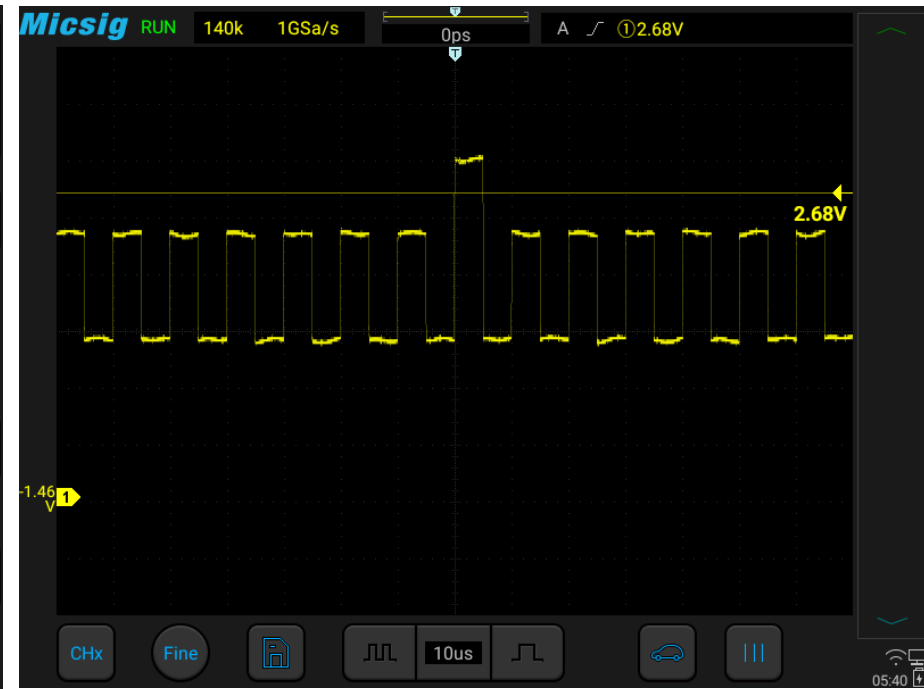 Micsig RUN 140k 1GSa/s T 0ps A ①2.68V
T
2.68V
-1.46 1
V
CHx Fine 10us
05:40